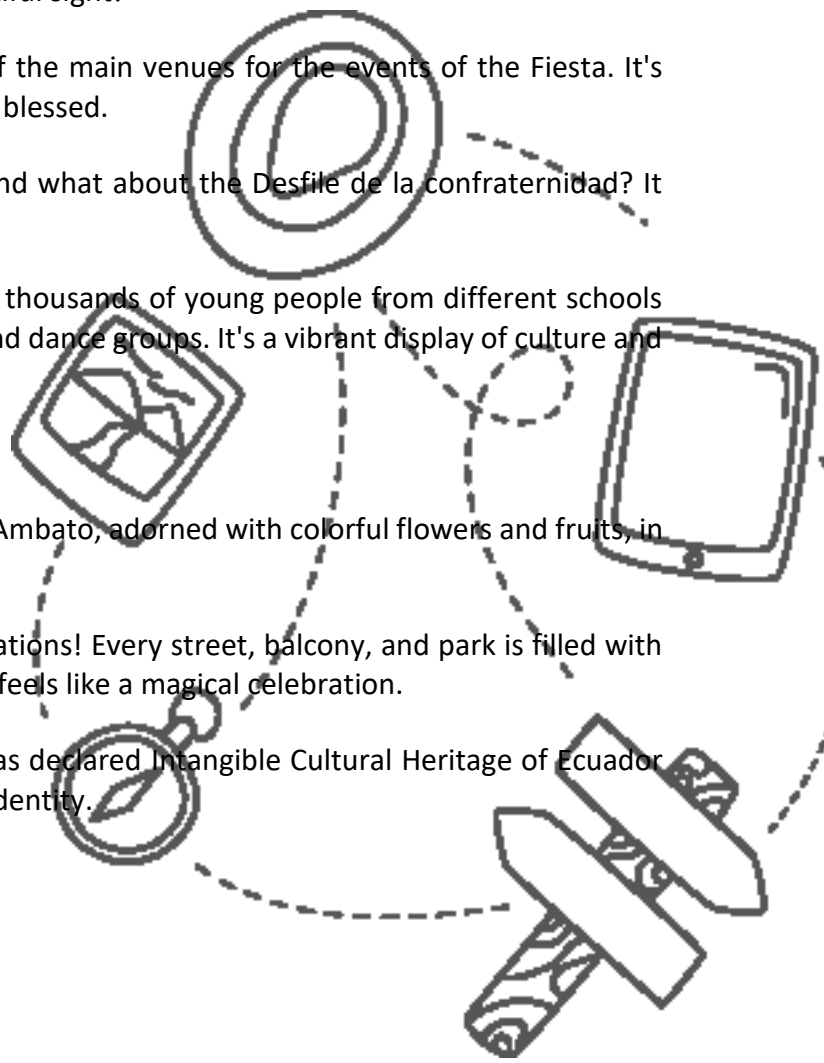 f the main venues for the events of the Fiesta. It's
blessed.
nd what about the Desfile de la confraternidad? It
thousands of young people from different schools
nd dance groups. It's a vibrant display of culture and
Ambato, adorned with colorful flowers and fruits, in
ations! Every street, balcony, and park is filled with
feels like a magical celebration.
as declared Intangible Cultural Heritage of Ecuador
dentity.